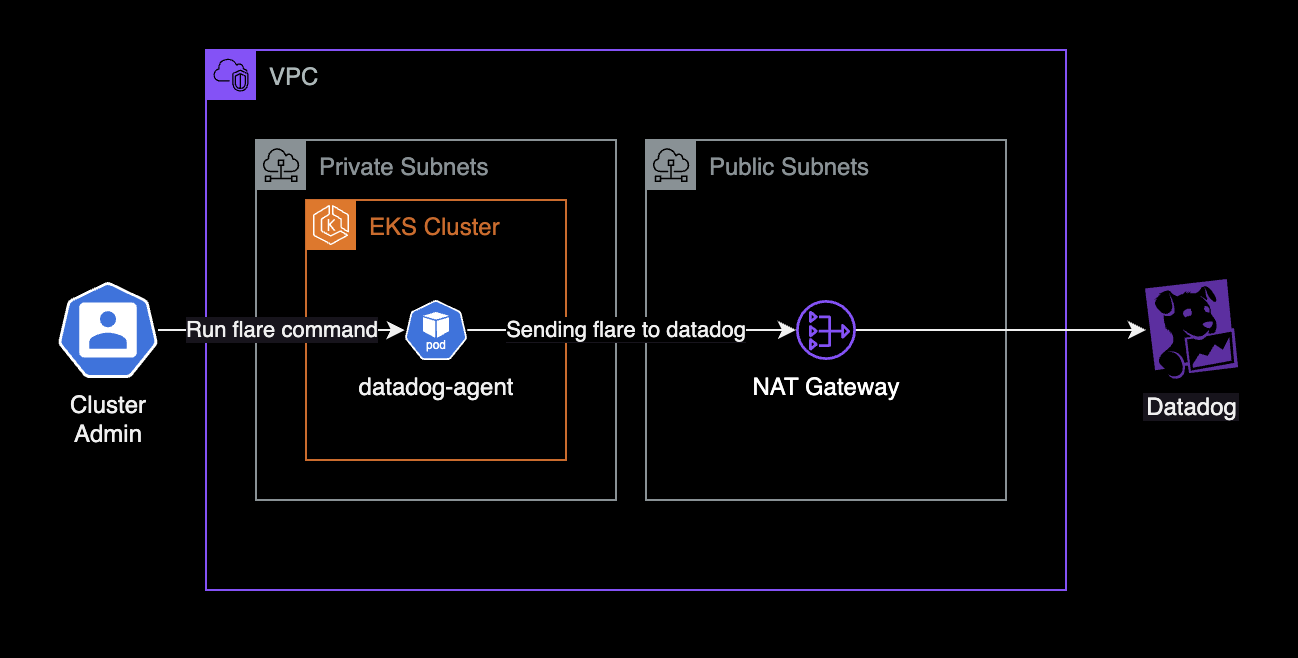 VPC
Private Subnets
Public Subnets
EKS Cluster
Run flare command
pod
Sending flare to datadog
datadog-agent
NAT Gateway
Cluster
Admin
Datadog